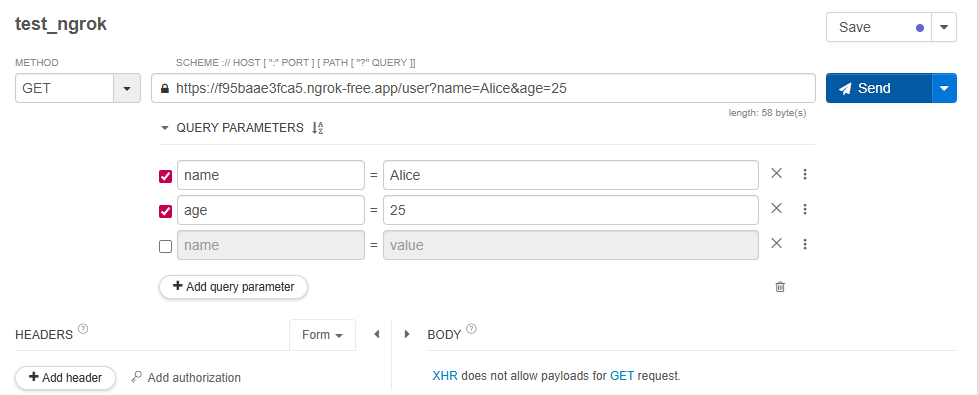 test_ngrok
Save
METHOD
SCHEME :// HOST [ ":" PORT ] [ PATH [ "?" QUERY ]]
GET
https://f95baae3fca5.ngrok-free.app/user?name=Alice&age=25
Send
length: 58 byte(s)
QUERY PARAMETERS
name = Alice
age = 25
name = value
+ Add query parameter
HEADERS ?
Form
BODY ?
+ Add header
Add authorization
XHR does not allow payloads for GET request.